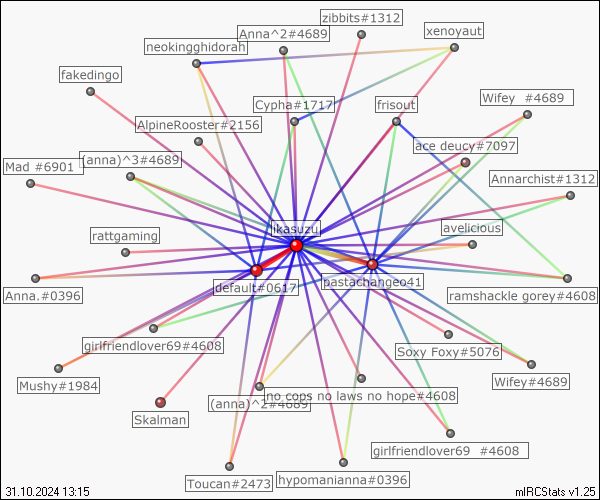 zibbits#1312
Anna^2#4689
xenoyaut
neokingghidorah
fakedingo
Cypha#1717
frisout
Wifey  #4689
AlpineRooster#2156
ace deucy#7097
(anna)^3#4689
Mad #6901
Annarchist#1312
ikasuzu
avelicious
rattgaming
pastachangeo41
default#0617
Anna.#0396
ramshackle gorey#4608
girlfriendlover69#4608
Soxy Foxy#5076
Mushy#1984
Wifey#4689
no cops no laws no hope#4608
(anna)^2#4689
Skalman
girlfriendlover69  #4608
Toucan#2473
hypomanianna#0396
31.10.2024 13:15
mIRCStats v1.25